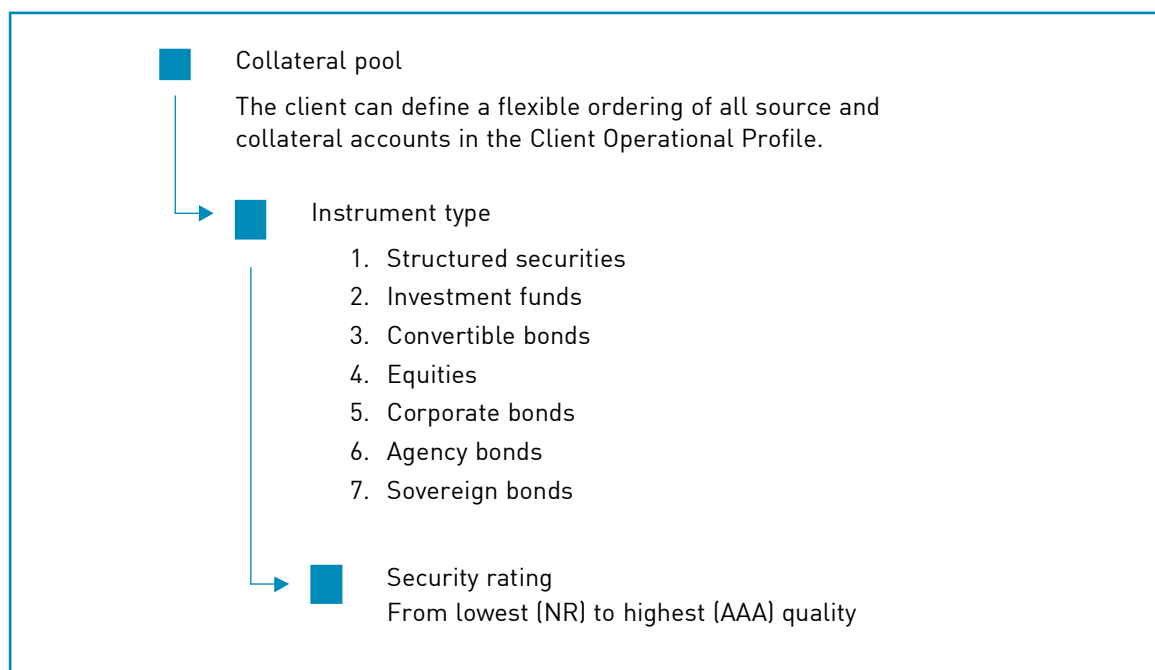 Collateral pool
The client can define a flexible ordering of all source and
collateral accounts in the Client Operational Profile.
Instrument type
1. Structured securities
2. Investment funds
3. Convertible bonds
4. Equities
5. Corporate bonds
6. Agency bonds
7. Sovereign bonds
Security rating
From lowest (NR) to highest (AAA) quality